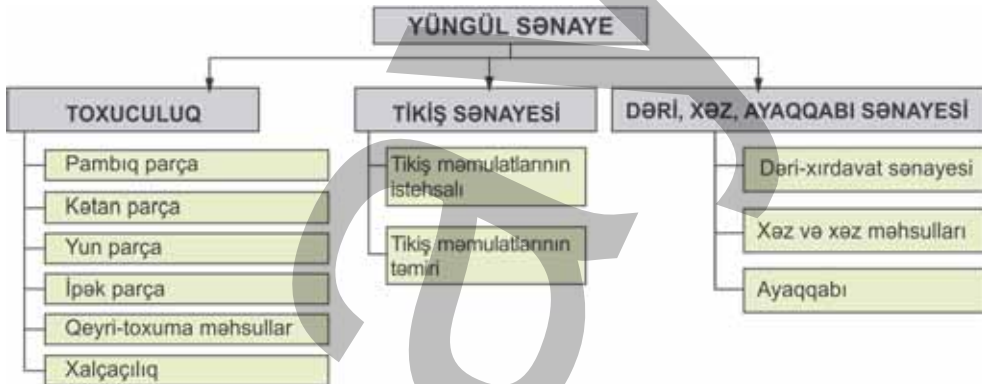 YÜNGÜL SƏNAYE
TOXUCULUQ
Pambıq parça
Kətan parça
Yun parça
İpək parça
Qeyri-toxuma məhsullar
Xalçaçılıq
TİKİŞ SƏNAYESİ
Tikiş məmulatlarının
istehsalı
Tikiş məmulatlarının
təmiri
DƏRİ, XƏZ, AYAQQABI SƏNAYESİ
Dəri-xırdavat sənayesi
Xəz və xəz məhsulları
Ayaqqabı